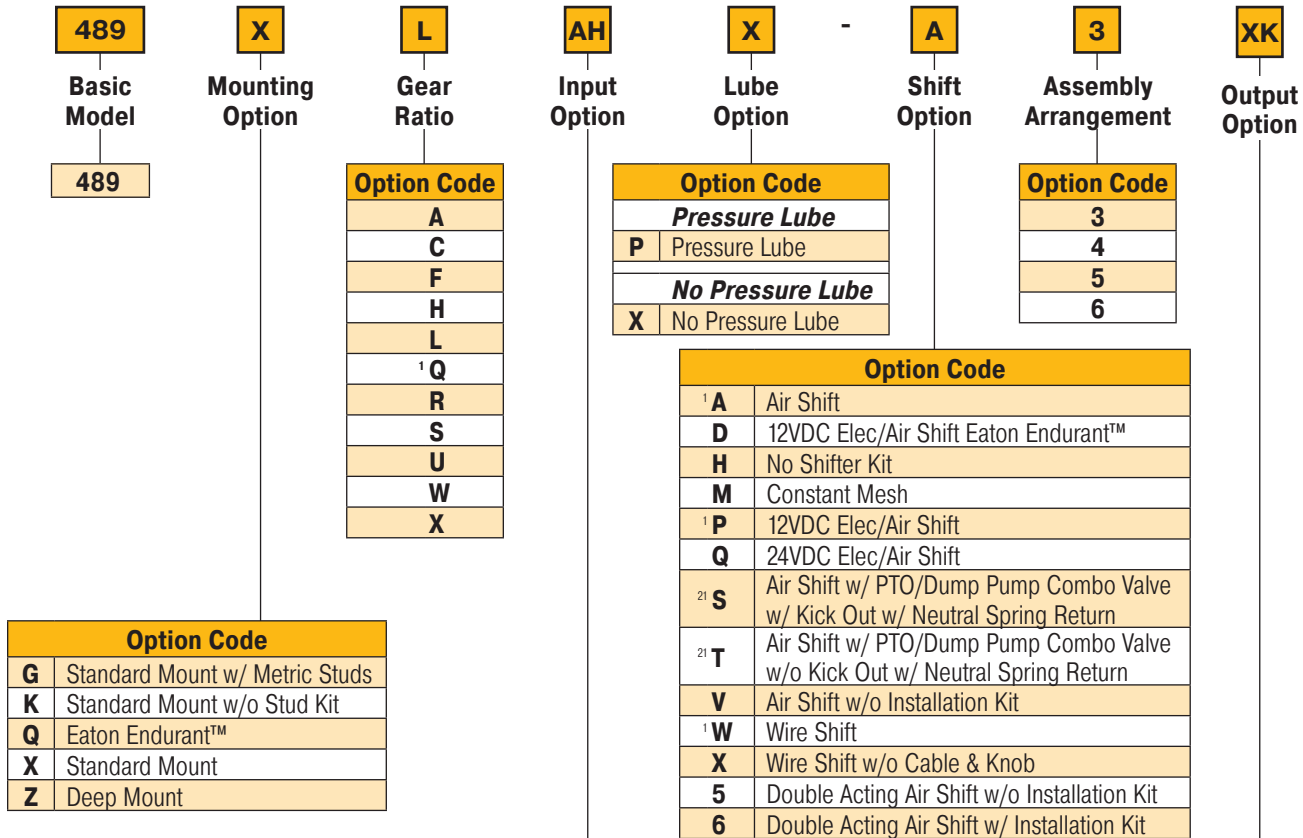 489 X L AH X - A 3 XK
Basic Model
Mounting Option
Gear Ratio
Input Option
Lube Option
Shift Option
Assembly Arrangement
Output Option
489
Option Code
A
C
F
H
L
1 Q
R
S
U
W
X
Option Code
Pressure Lube
P Pressure Lube
No Pressure Lube
X No Pressure Lube
Option Code
3
4
5
6
Option Code
1 A Air Shift
D 12VDC Elec/Air Shift Eaton Endurant™
H No Shifter Kit
M Constant Mesh
1 P 12VDC Elec/Air Shift
Q 24VDC Elec/Air Shift
21 S Air Shift w/ PTO/Dump Pump Combo Valve
w/ Kick Out w/ Neutral Spring Return
21 T Air Shift w/ PTO/Dump Pump Combo Valve
w/o Kick Out w/ Neutral Spring Return
V Air Shift w/o Installation Kit
1 W Wire Shift
X Wire Shift w/o Cable & Knob
5 Double Acting Air Shift w/o Installation Kit
6 Double Acting Air Shift w/ Installation Kit
Option Code
G Standard Mount w/ Metric Studs
K Standard Mount w/o Stud Kit
Q Eaton Endurant™
X Standard Mount
Z Deep Mount